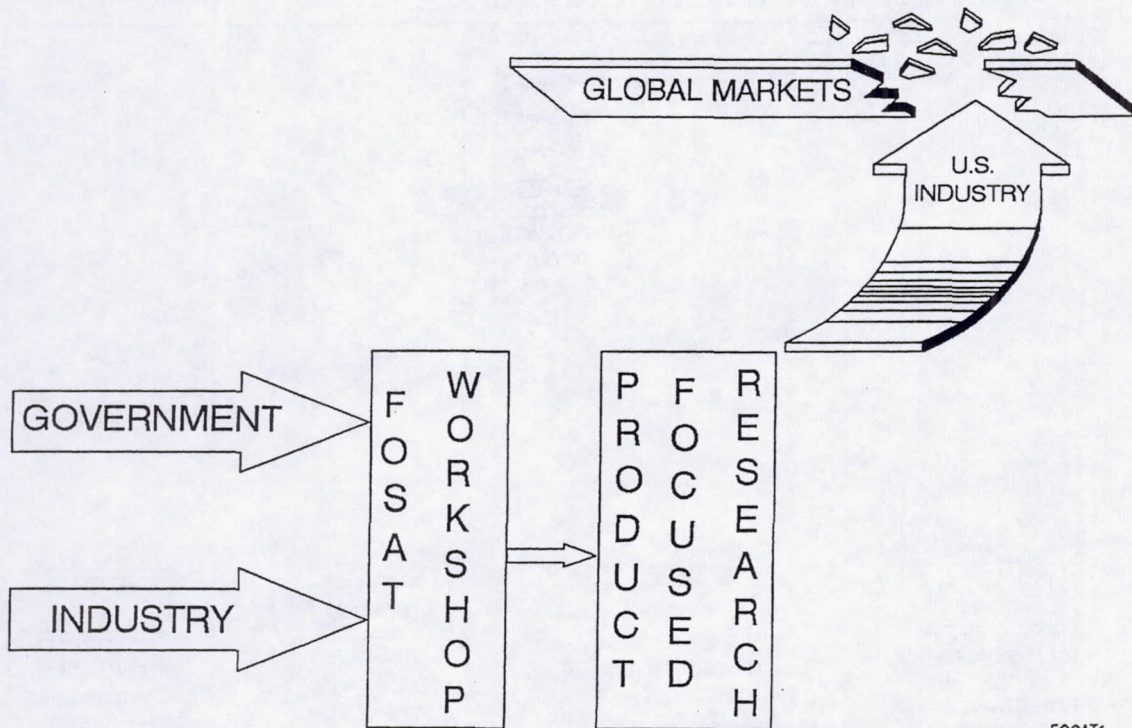 GLOBAL MARKETS
U.S.
INDUSTRY
GOVERNMENT
INDUSTRY
FOSAT
WORKSHOP
PRODUCT
FOCUSED
RESEARCH